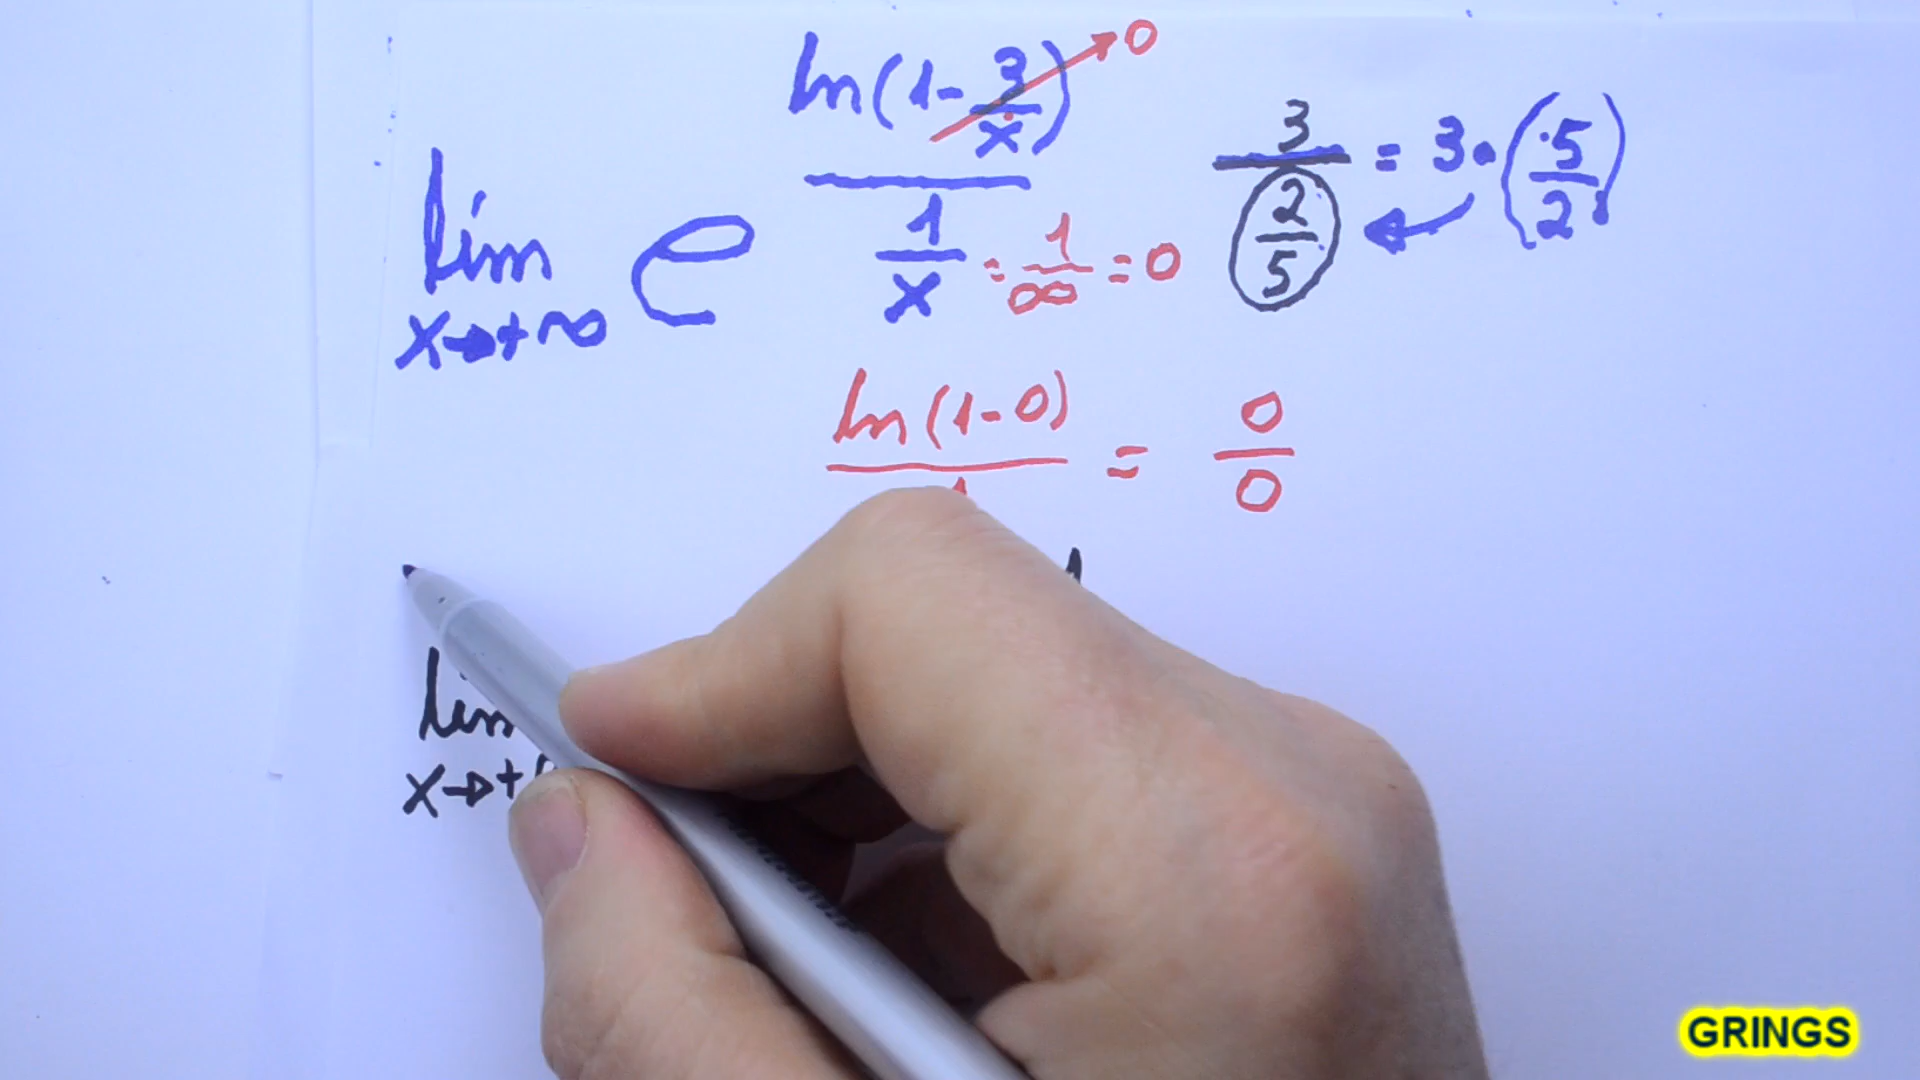 lim x→+∞ e ln(1-3/x) → 0
1/x = 1/∞ = 0
3/(2/5) = 3·(5/2)
ln(1-0)/1 = 0/0
lim
x→+
GRINGS